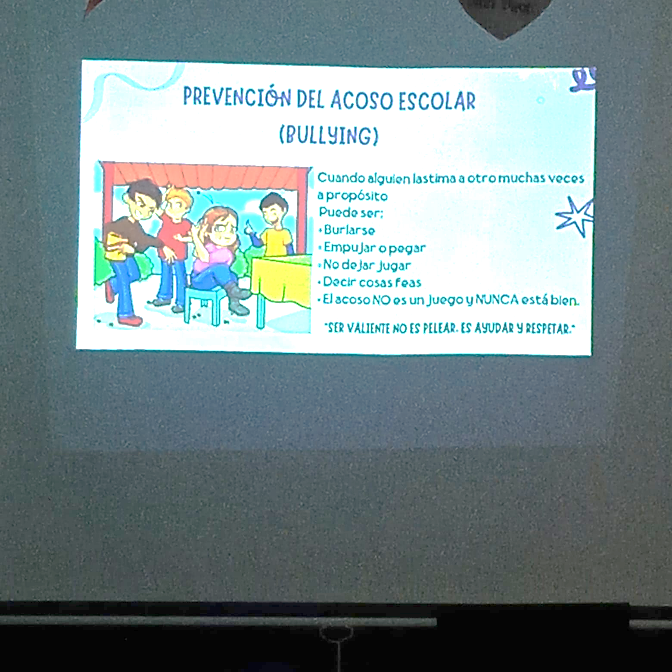 PREVENCIÓN DEL ACOSO ESCOLAR
(BULLYING)
Cuando alguien lastima a otro muchas veces
a propósito
Puede ser:
• Burlarse
• Empujar o pegar
• No dejar jugar
• Decir cosas feas
• El acoso NO es un juego y NUNCA está bien.
"SER VALIENTE NO ES PELEAR. ES AYUDAR Y RESPETAR."